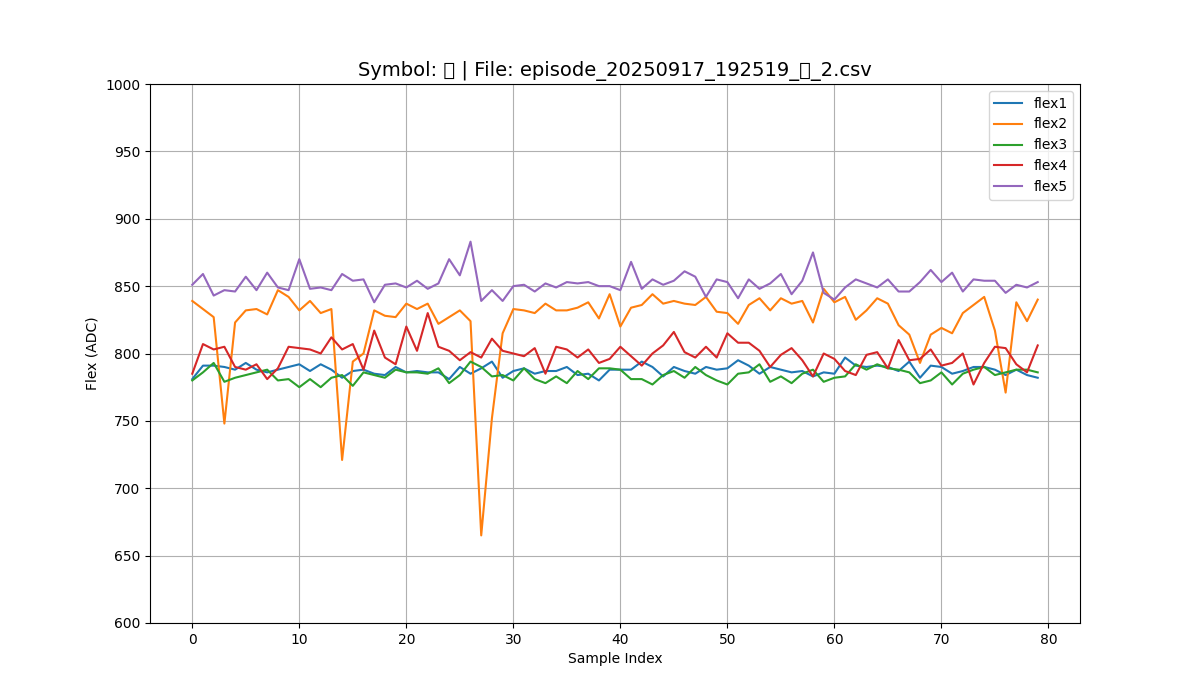 Symbol: | File: episode_20250917_192519_ _2.csv
1000
950
900
850
800
750
700
650
600
Flex (ADC)
0 10 20 30 40 50 60 70 80
Sample Index
flex1
flex2
flex3
flex4
flex5